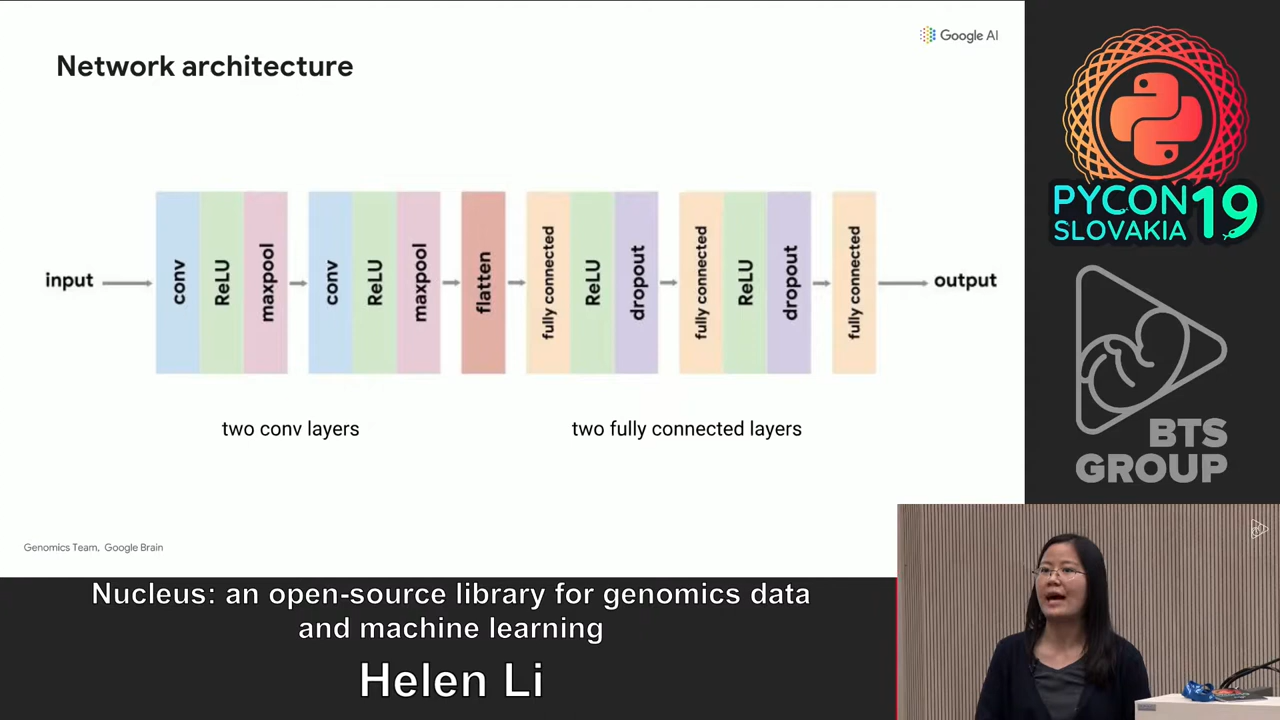 Google AI
Network architecture
input
conv
ReLU
maxpool
conv
ReLU
maxpool
flatten
fully connected
ReLU
dropout
fully connected
ReLU
dropout
fully connected
output
two conv layers
two fully connected layers
Genomics Team, Google Brain
PYCON 19
SLOVAKIA
BTS
GROUP
Nucleus: an open-source library for genomics data
and machine learning
Helen Li